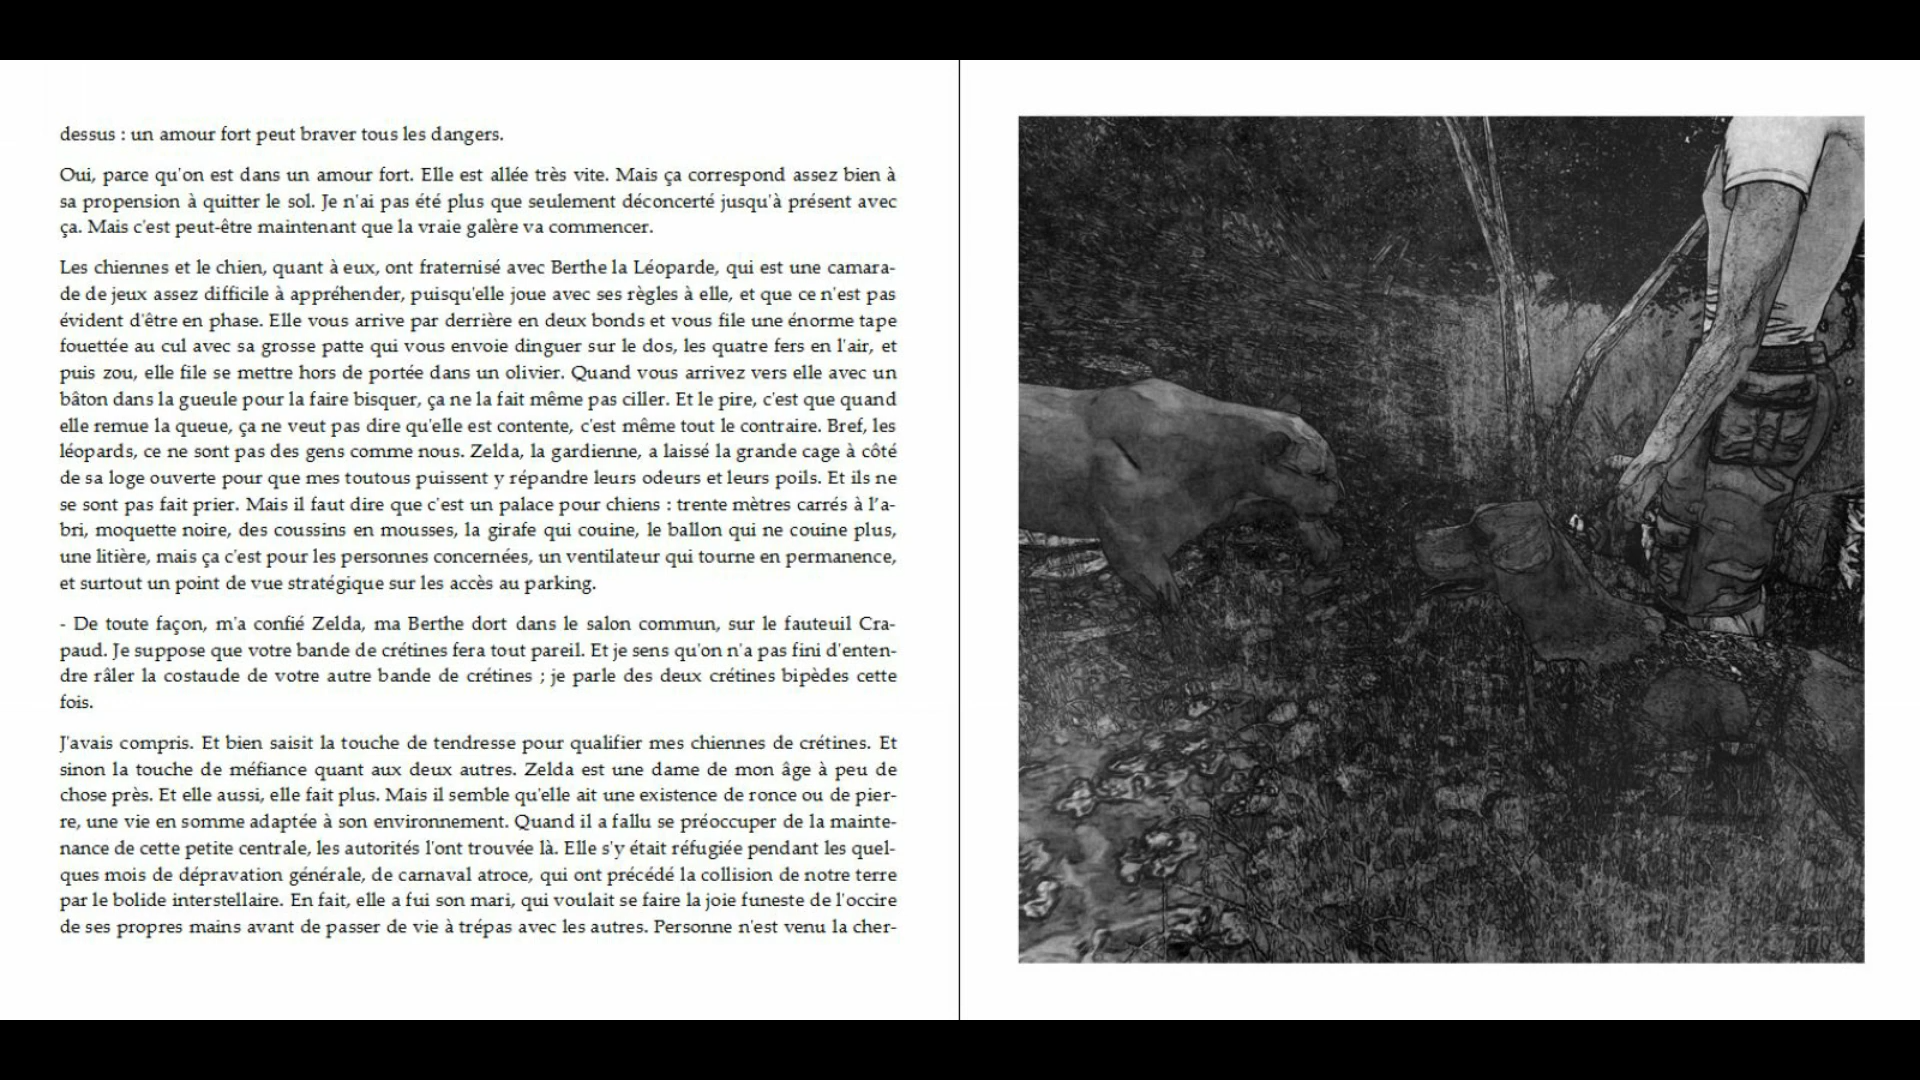 dessus : un amour fort peut braver tous les dangers.
Oui, parce qu'on est dans un amour fort. Elle est allée très vite. Mais ça correspond assez bien à
sa propension à quitter le sol. Je n'ai pas été plus que seulement déconcerté jusqu'à présent avec
ça. Mais c'est peut-être maintenant que la vraie galère va commencer.
Les chiennes et le chien, quant à eux, ont fraternisé avec Berthe la Léoparde, qui est une camara-
de de jeux assez difficile à appréhender, puisqu'elle joue avec ses règles à elle, et que ce n'est pas
évident d'être en phase. Elle vous arrive par derrière en deux bonds et vous file une énorme tape
fouettée au cul avec sa grosse patte qui vous envoie dinguer sur le dos, les quatre fers en l'air, et
puis zou, elle file se mettre hors de portée dans un olivier. Quand vous arrivez vers elle avec un
bâton dans la gueule pour la faire bisquer, ça ne la fait même pas ciller. Et le pire, c'est que quand
elle remue la queue, ça ne veut pas dire qu'elle est contente, c'est même tout le contraire. Bref, les
léopards, ce ne sont pas des gens comme nous. Zelda, la gardienne, a laissé la grande cage à côté
de sa loge ouverte pour que mes toutous puissent y répandre leurs odeurs et leurs poils. Et ils ne
se sont pas fait prier. Mais il faut dire que c'est un palace pour chiens : trente mètres carrés à l'a-
bri, moquette noire, des coussins en mousses, la girafe qui couine, le ballon qui ne couine plus,
une litière, mais ça c'est pour les personnes concernées, un ventilateur qui tourne en permanence,
et surtout un point de vue stratégique sur les accès au parking.
- De toute façon, m'a confié Zelda, ma Berthe dort dans le salon commun, sur le fauteuil Cra-
paud. Je suppose que votre bande de crétines fera tout pareil. Et je sens qu'on n'a pas fini d'enten-
dre râler la costaude de votre autre bande de crétines ; je parle des deux crétines bipèdes cette
fois.
J'avais compris. Et bien saisit la touche de tendresse pour qualifier mes chiennes de crétines. Et
sinon la touche de méfiance quant aux deux autres. Zelda est une dame de mon âge à peu de
chose près. Et elle aussi, elle fait plus. Mais il semble qu'elle ait une existence de ronce ou de pier-
re, une vie en somme adaptée à son environnement. Quand il a fallu se préoccuper de la mainte-
nance de cette petite centrale, les autorités l'ont trouvée là. Elle s'y était réfugiée pendant les quel-
ques mois de dépravation générale, de carnaval atroce, qui ont précédé la collision de notre terre
par le bolide interstellaire. En fait, elle a fui son mari, qui voulait se faire la joie funeste de l'occire
de ses propres mains avant de passer de vie à trépas avec les autres. Personne n'est venu la cher-